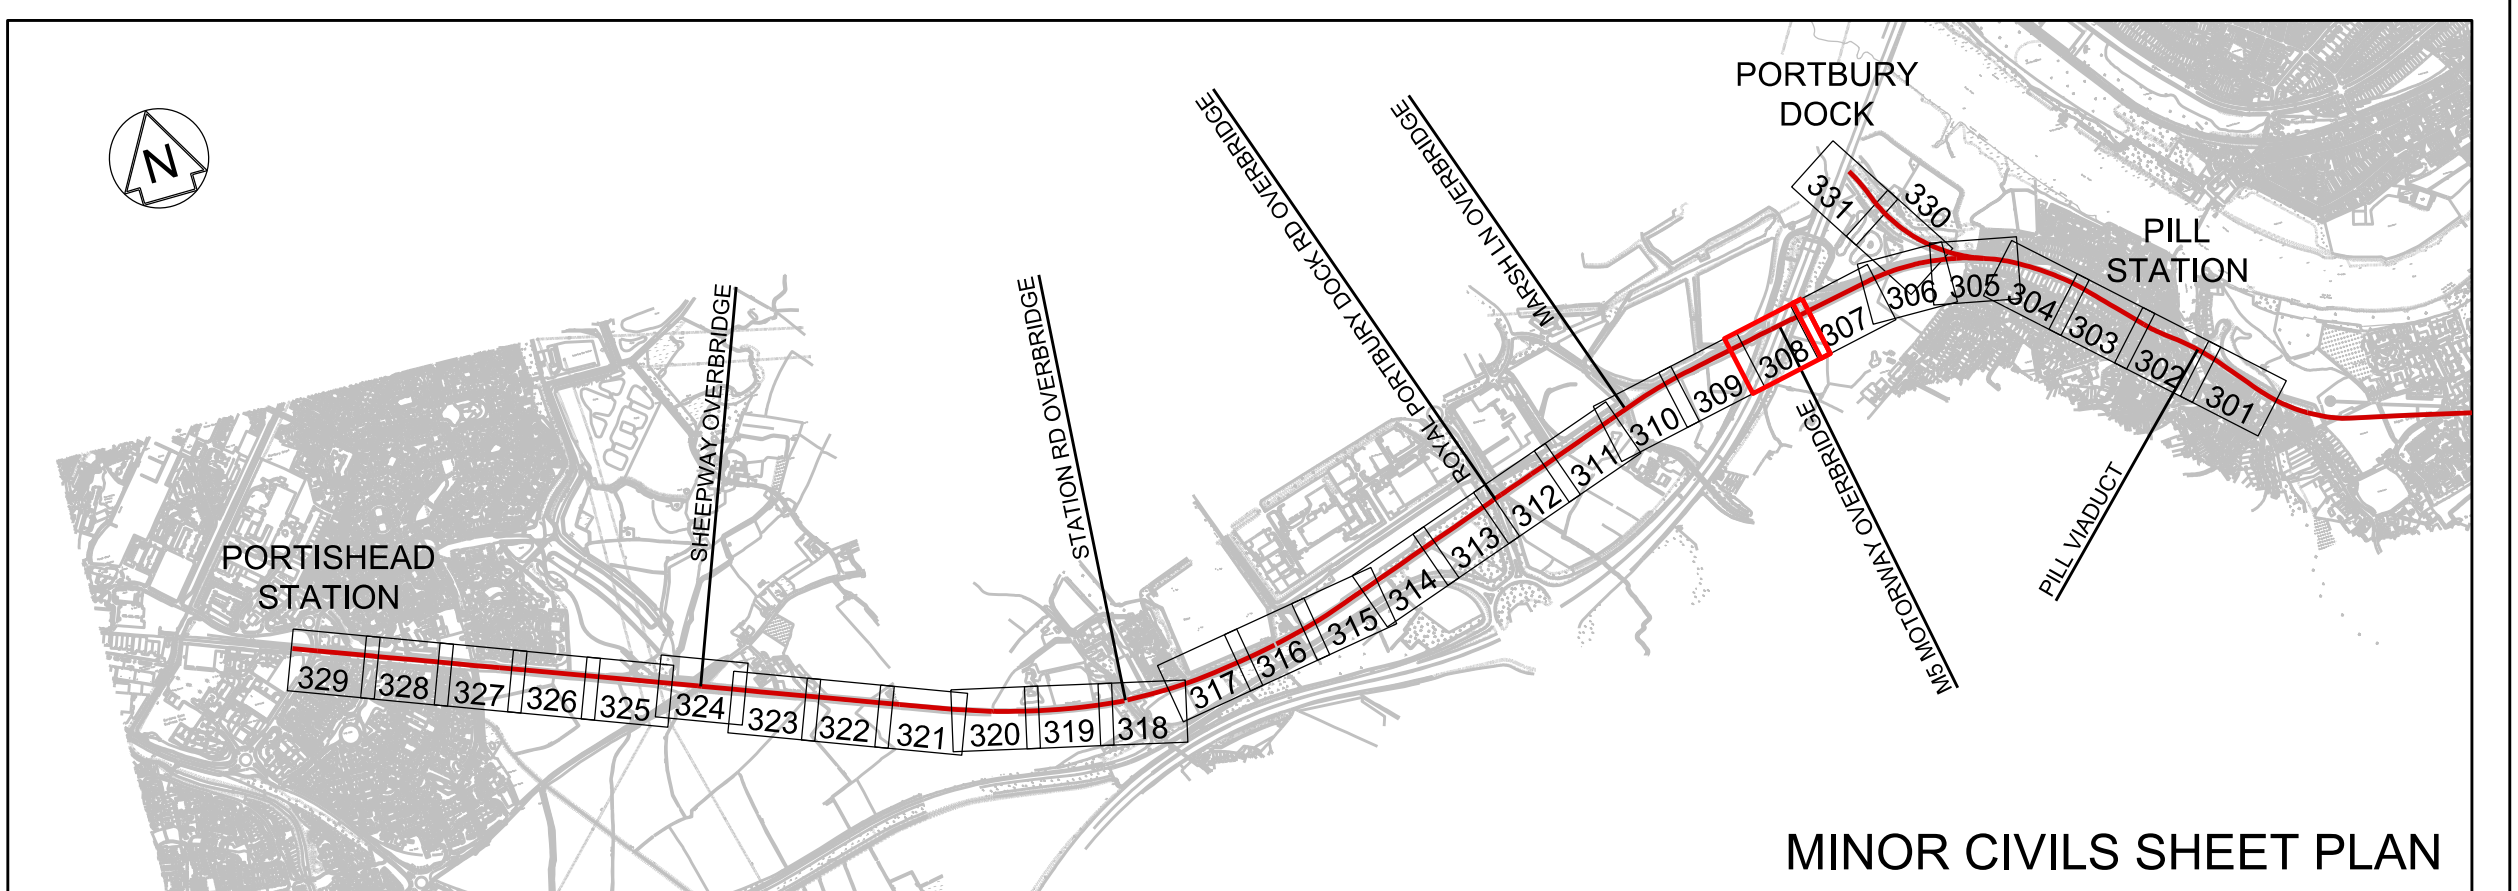 N
PORTBURY
DOCK
PILL
STATION
PORTISHEAD
STATION
SHEEPWAY OVERBRIDGE
STATION RD OVERBRIDGE
ROYAL PORTBURY DOCK RD OVERBRIDGE
MARSH LN OVERBRIDGE
M5 MOTORWAY OVERBRIDGE
PILL VIADUCT
329
328
327
326
325
324
323
322
321
320
319
318
317
316
315
314
313
312
311
310
309
308
307
306
305
304
303
302
301
331
330
MINOR CIVILS SHEET PLAN